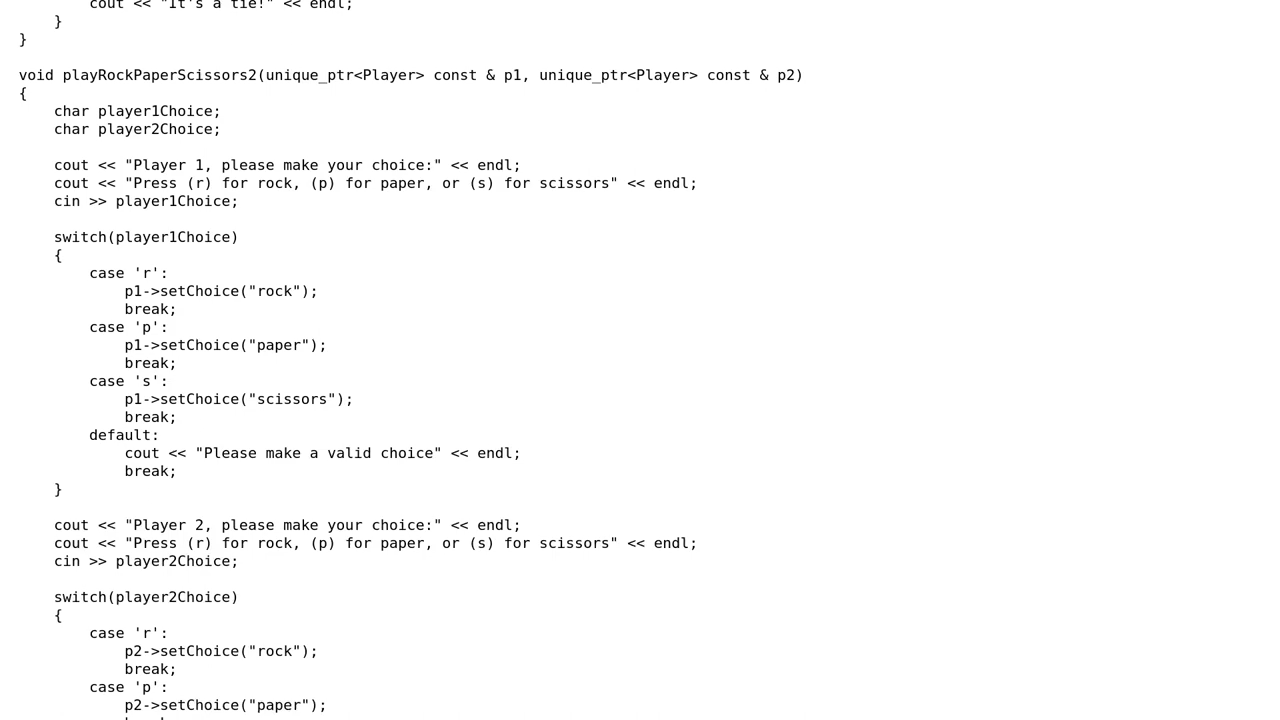 cout << "It's a tie!" << endl;
    }
}

void playRockPaperScissors2(unique_ptr<Player> const & p1, unique_ptr<Player> const & p2)
{
    char player1Choice;
    char player2Choice;

    cout << "Player 1, please make your choice:" << endl;
    cout << "Press (r) for rock, (p) for paper, or (s) for scissors" << endl;
    cin >> player1Choice;

    switch(player1Choice)
    {
        case 'r':
            p1->setChoice("rock");
            break;
        case 'p':
            p1->setChoice("paper");
            break;
        case 's':
            p1->setChoice("scissors");
            break;
        default:
            cout << "Please make a valid choice" << endl;
            break;
    }

    cout << "Player 2, please make your choice:" << endl;
    cout << "Press (r) for rock, (p) for paper, or (s) for scissors" << endl;
    cin >> player2Choice;

    switch(player2Choice)
    {
        case 'r':
            p2->setChoice("rock");
            break;
        case 'p':
            p2->setChoice("paper");